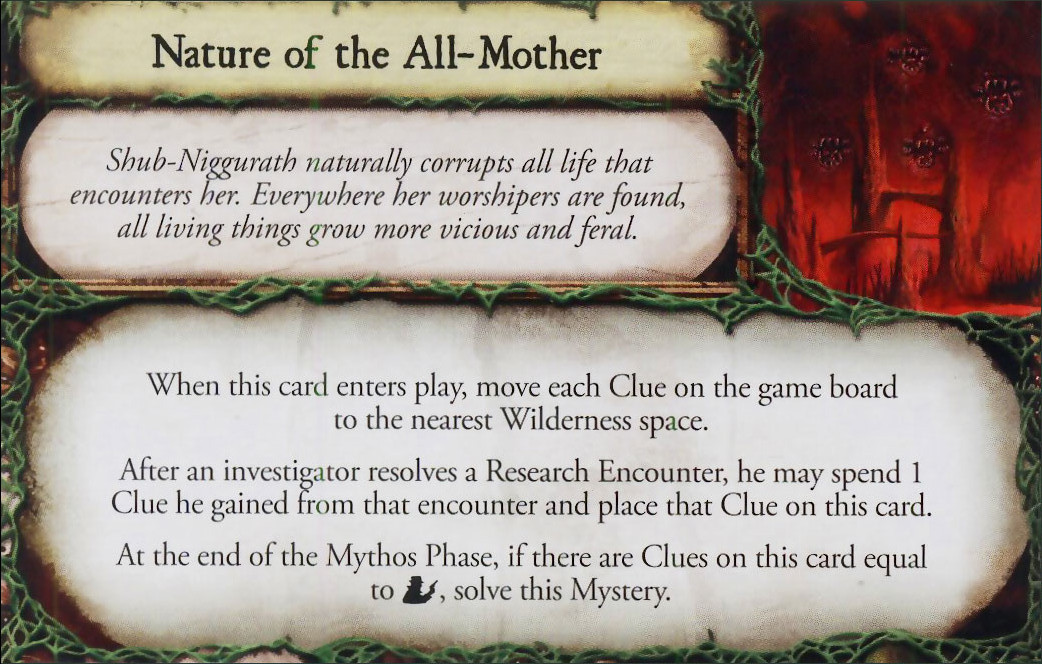 Nature of the All-Mother
Shub-Niggurath naturally corrupts all life that
encounters her. Everywhere her worshipers are found,
all living things grow more vicious and feral.
When this card enters play, move each Clue on the game board
to the nearest Wilderness space.
After an investigator resolves a Research Encounter, he may spend 1
Clue he gained from that encounter and place that Clue on this card.
At the end of the Mythos Phase, if there are Clues on this card equal
to , solve this Mystery.